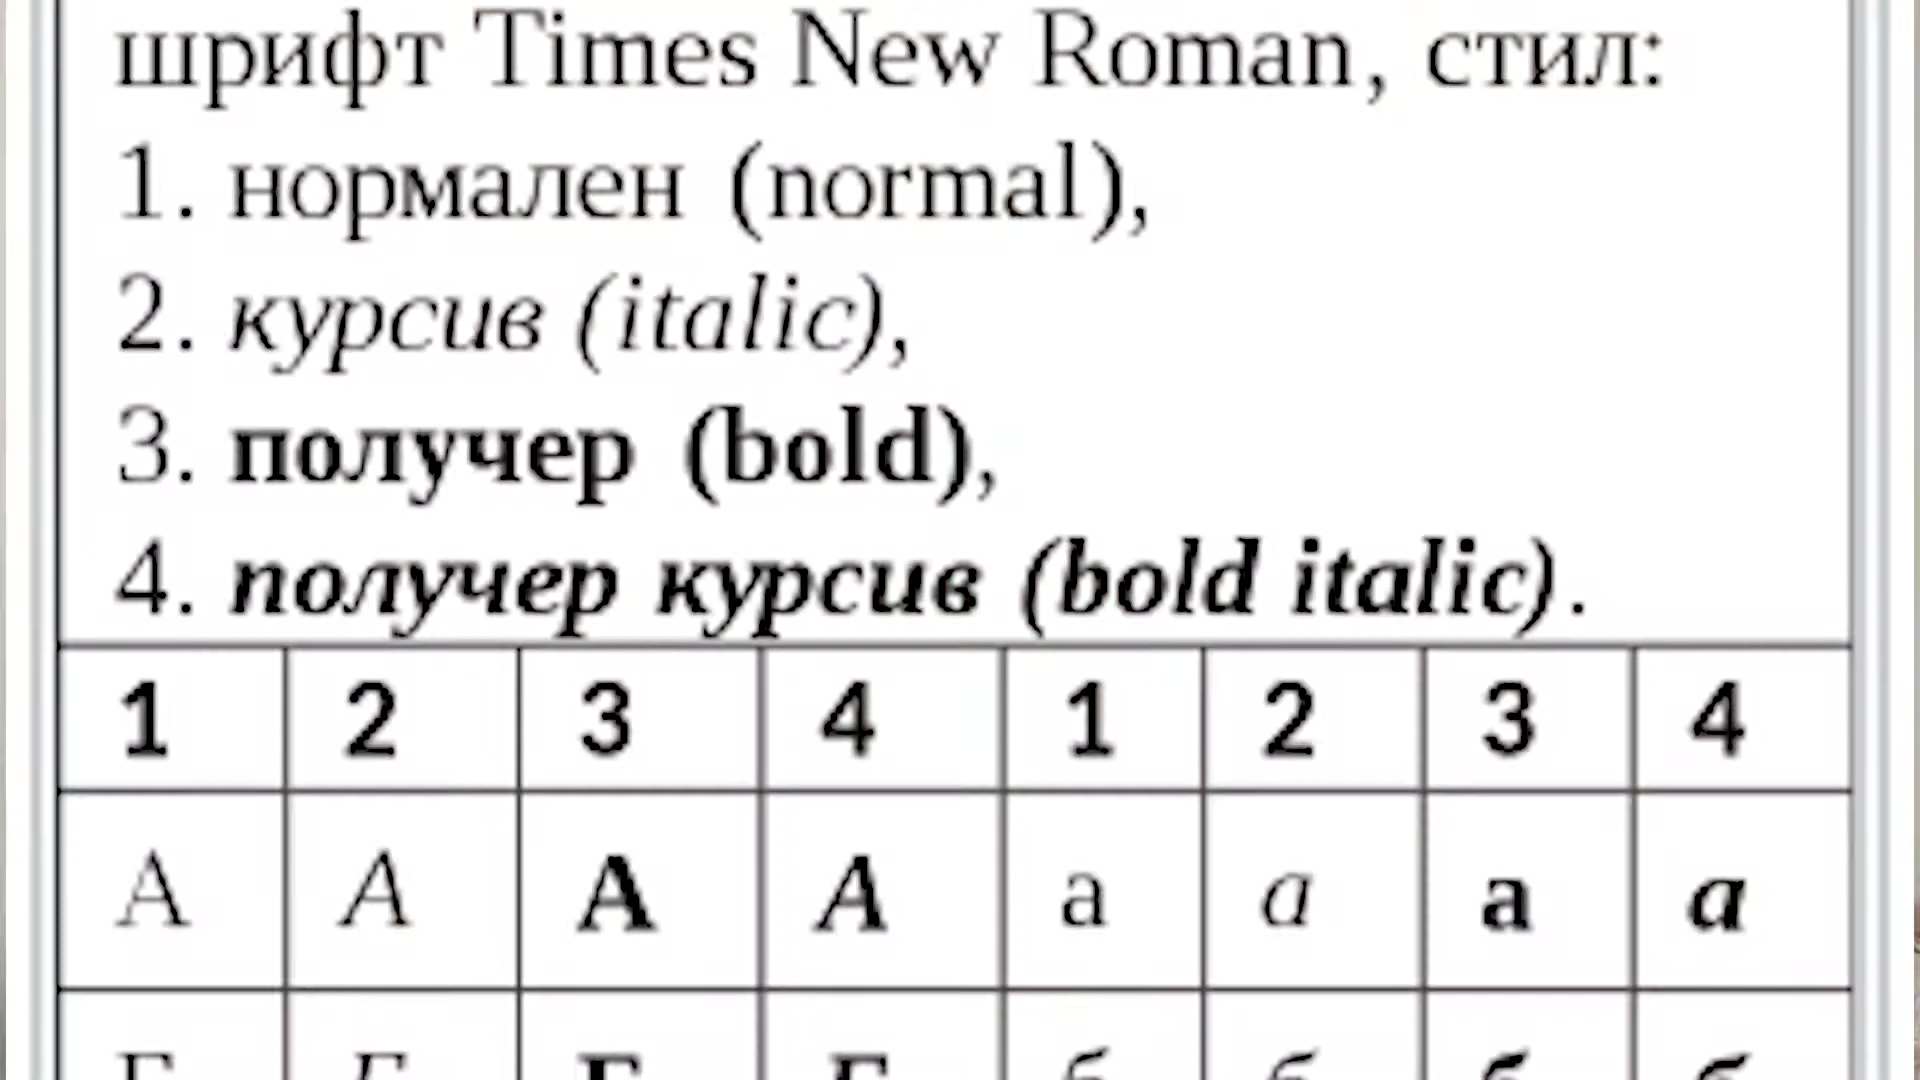 шрифт Times New Roman, стил:
1. нормален (normal),
2. курсив (italic),
3. получер (bold),
4. получер курсив (bold italic).
1 2 3 4 1 2 3 4
А А А А а а а а